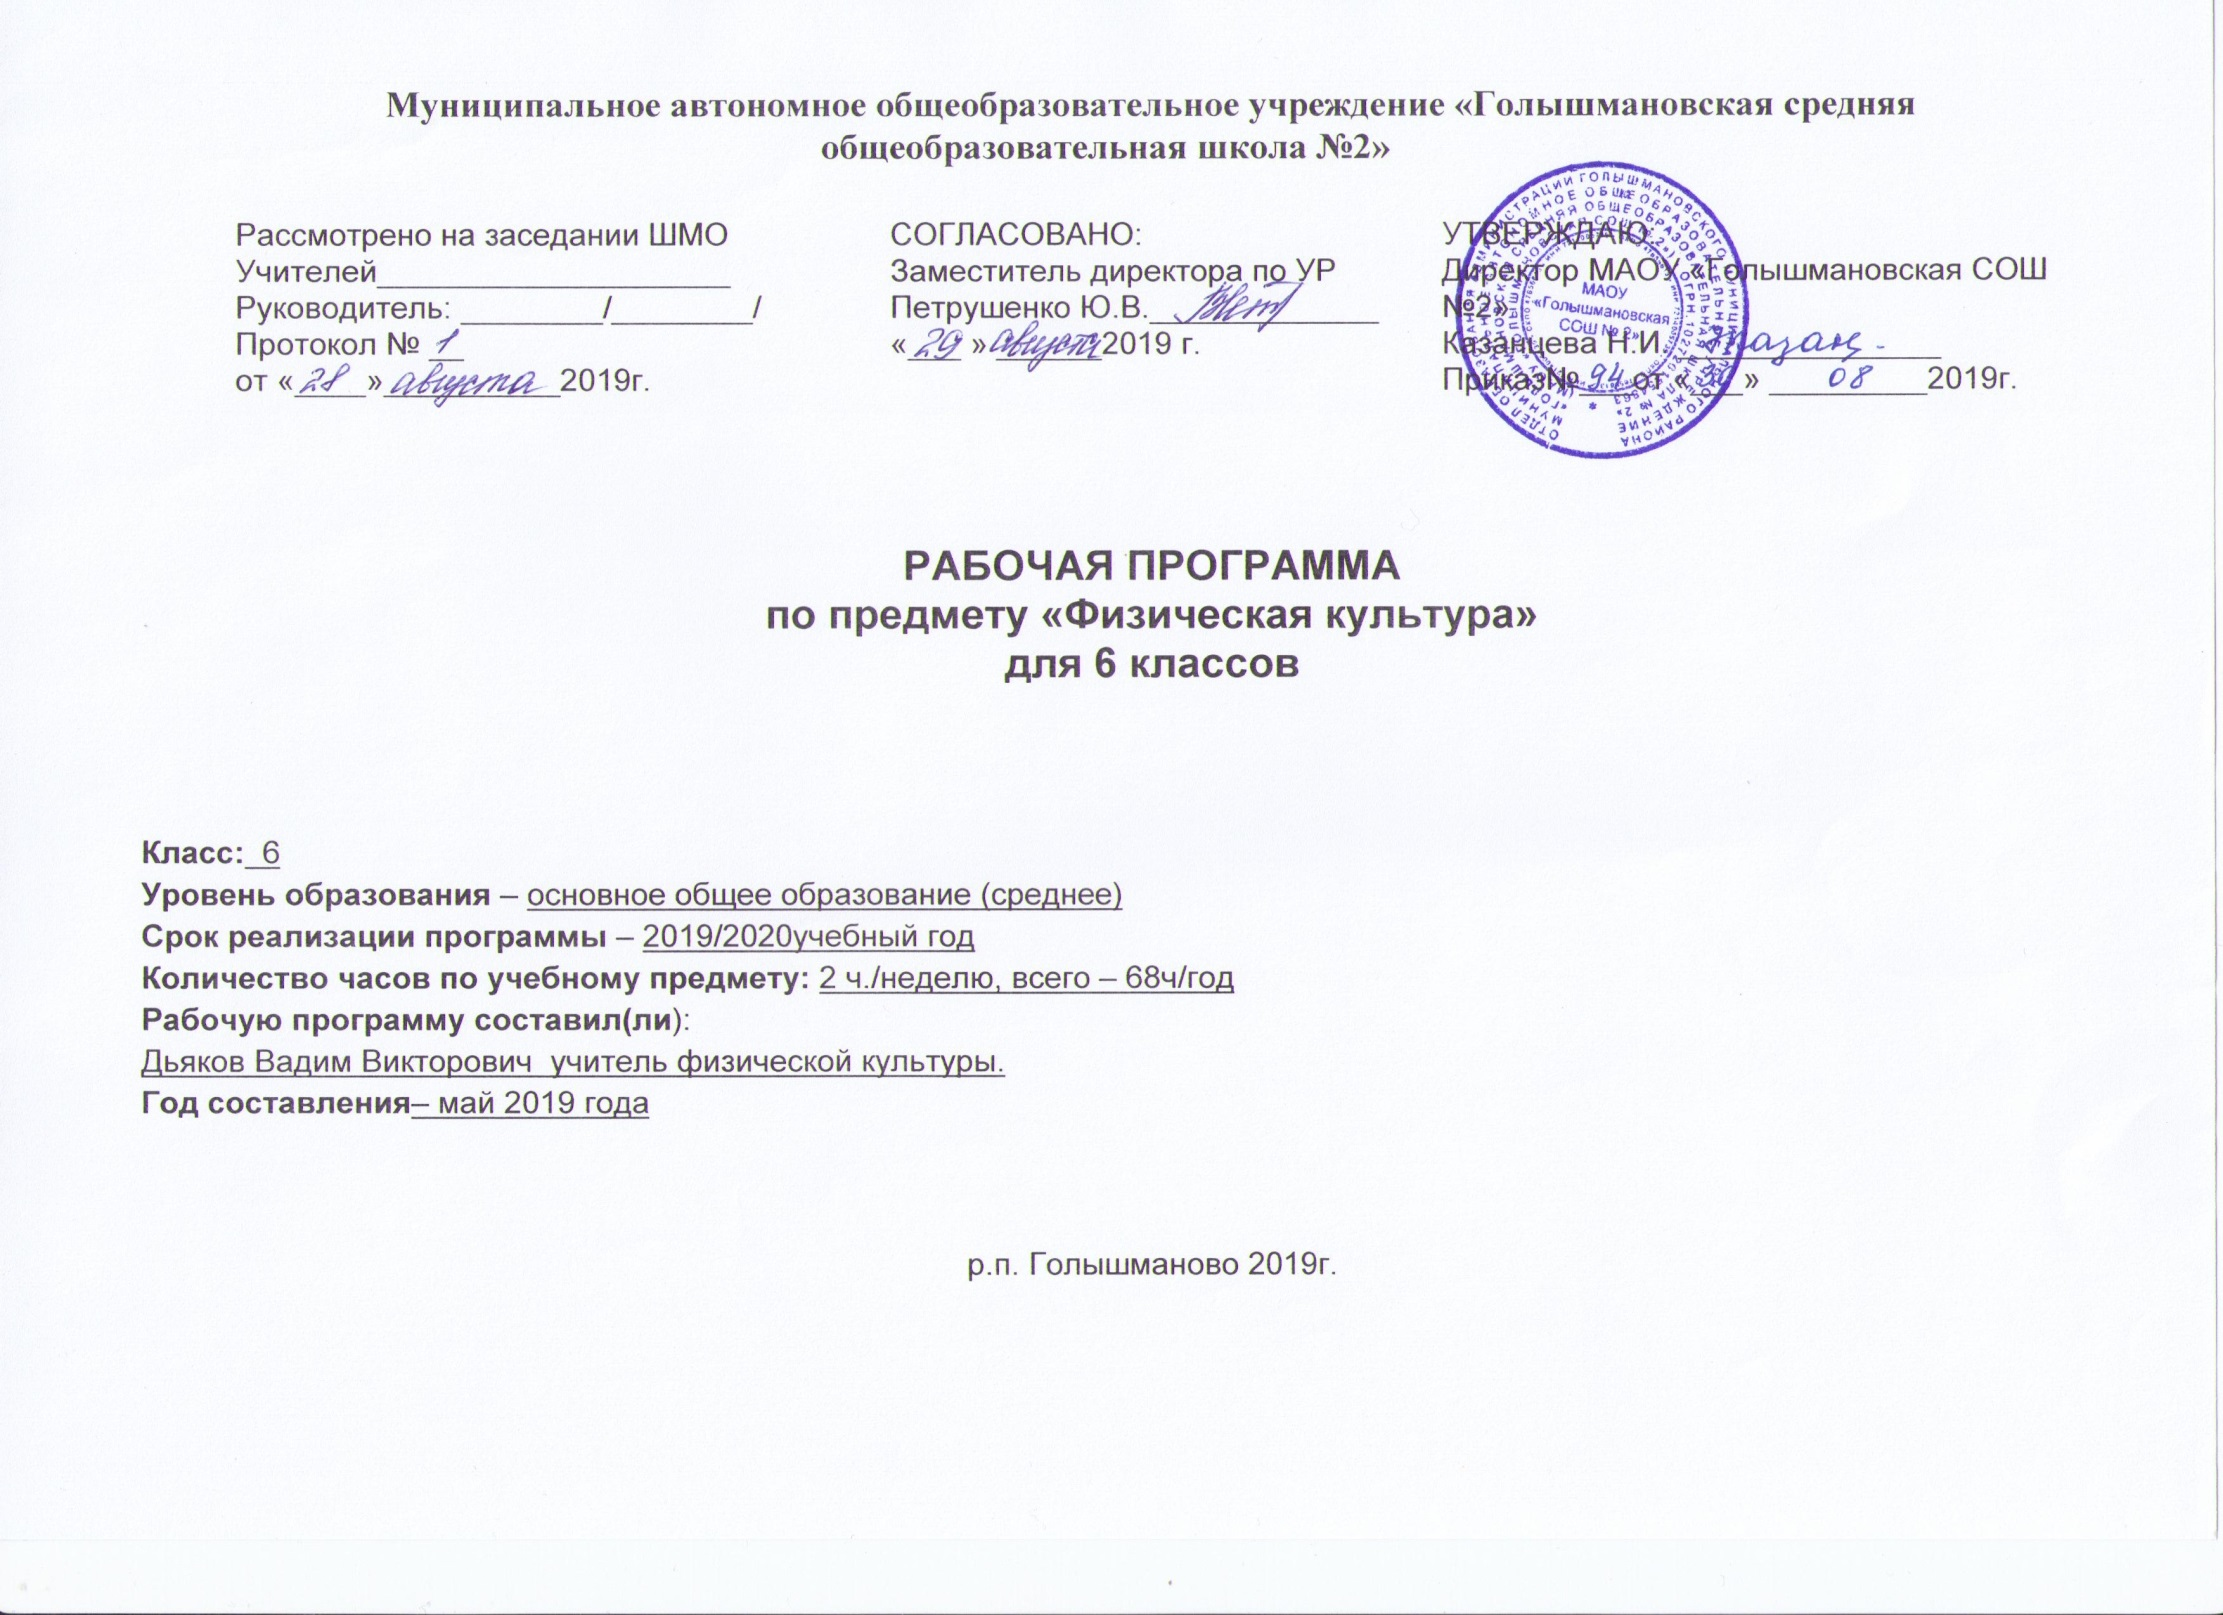 Муниципальное автономное общеобразовательное учреждение «Голышмановская средняя
общеобразовательная школа №2»
Рассмотрено на заседании ШМО
Учителей____________________
Руководитель: ________/________/
Протокол № 1
от «28» августа 2019г.
СОГЛАСОВАНО:
Заместитель директора по УР
Петрушенко Ю.В._____________
«29 » августа 2019 г.
УТВЕРЖДАЮ:
Директор МАОУ «Голышмановская СОШ
№2»
Казанцева Н.И. _______________
Приказ№ 94 от «30» 08 2019г.
МАОУ
«Голышмановская
СОШ № 2»
РАБОЧАЯ ПРОГРАММА
по предмету «Физическая культура»
для 6 классов
Класс: 6
Уровень образования – основное общее образование (среднее)
Срок реализации программы – 2019/2020учебный год
Количество часов по учебному предмету: 2 ч./неделю, всего – 68ч/год
Рабочую программу составил(ли):
Дьяков Вадим Викторович  учитель физической культуры.
Год составления– май 2019 года
р.п. Голышманово 2019г.